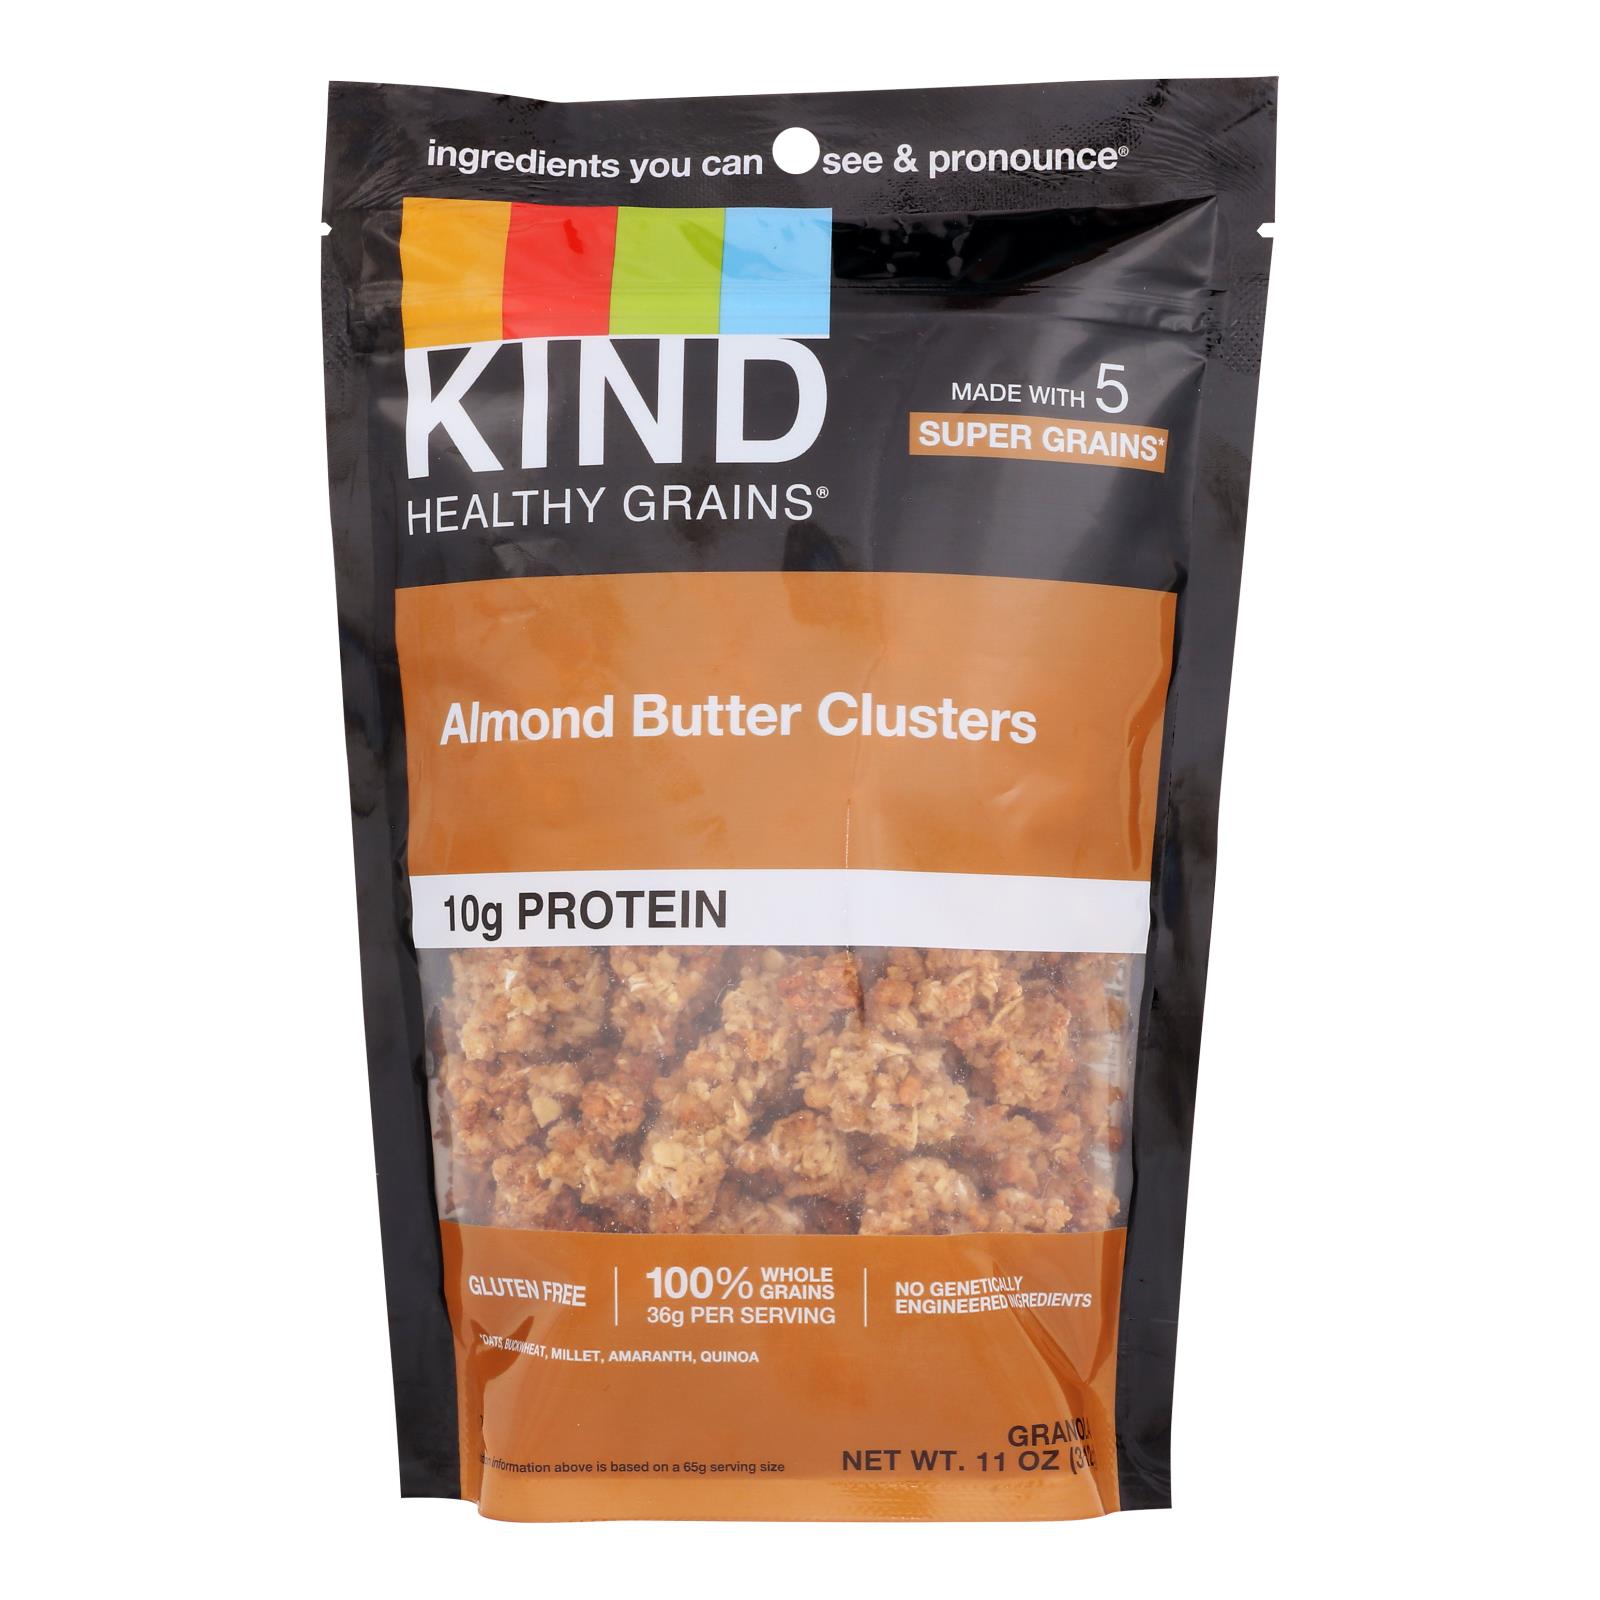 ingredients you can see & pronounce®
KIND
HEALTHY GRAINS®
MADE WITH 5
SUPER GRAINS*
Almond Butter Clusters
10g PROTEIN
GLUTEN FREE
100% WHOLE GRAINS
36g PER SERVING
NO GENETICALLY
ENGINEERED INGREDIENTS
*OATS, BUCKWHEAT, MILLET, AMARANTH, QUINOA
GRANOLA
information above is based on a 65g serving size
NET WT. 11 OZ